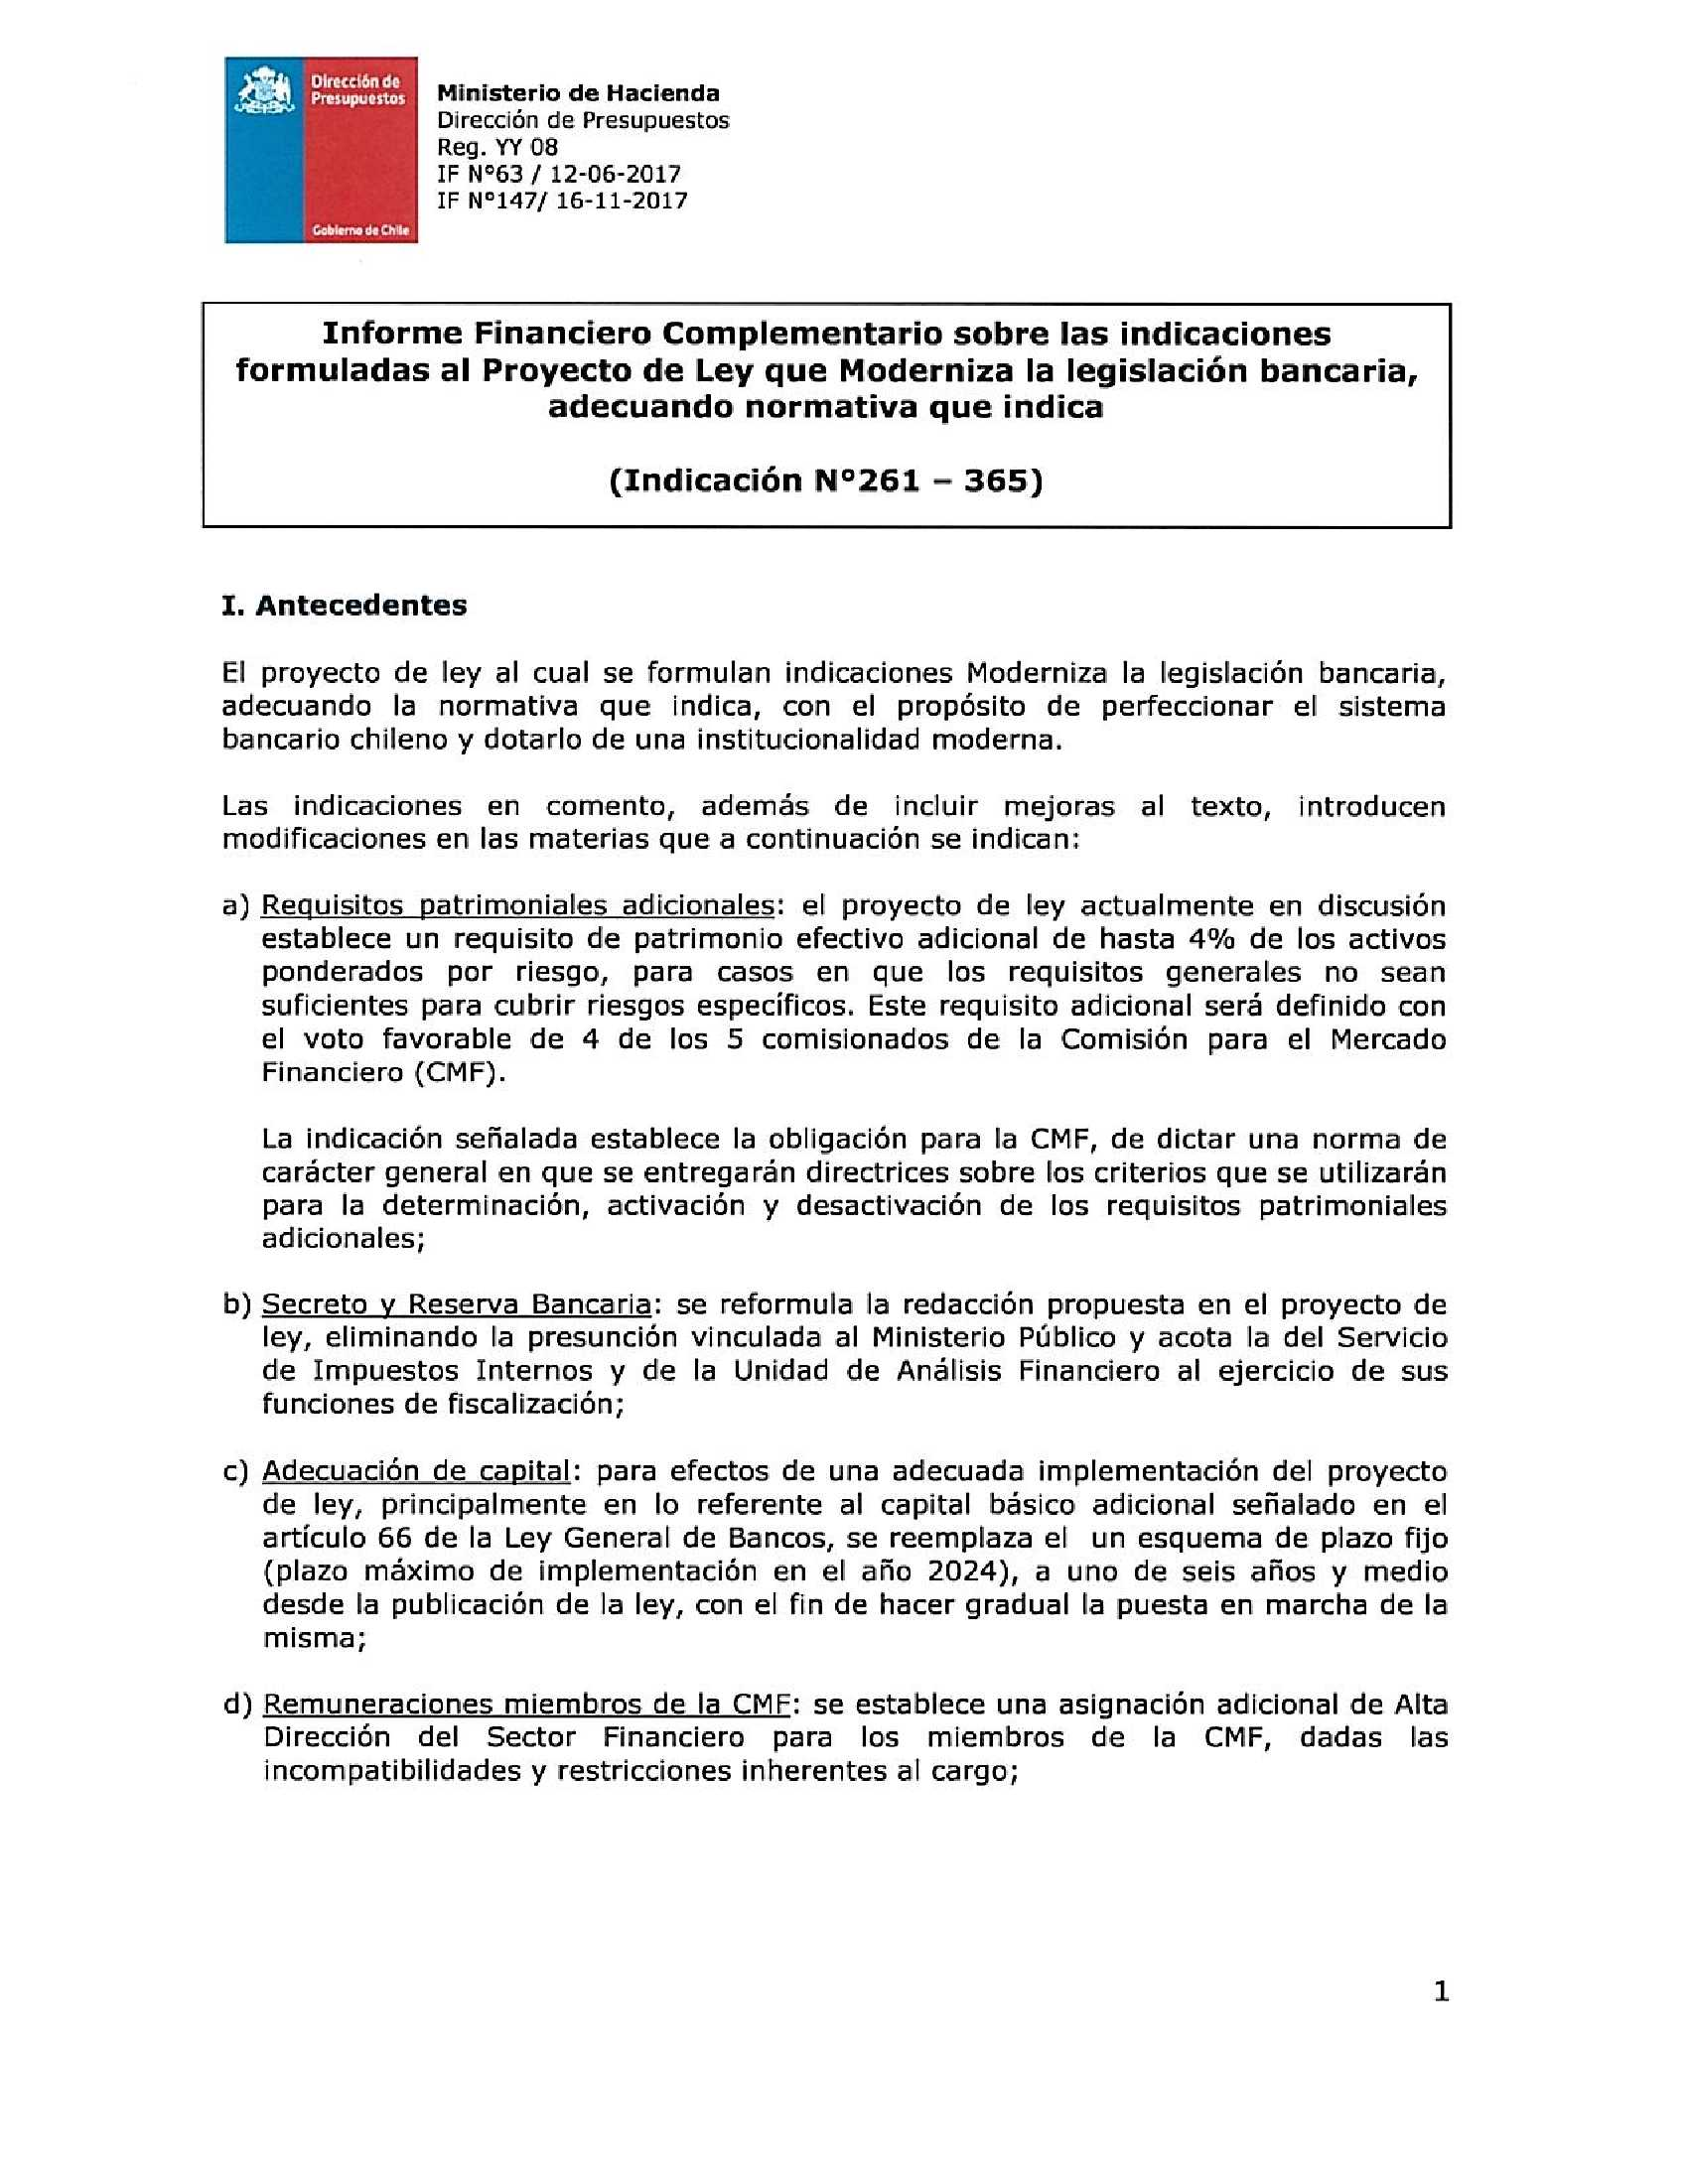 Dirección de
Presupuestos
Gobierno de Chile
Ministerio de Hacienda
Dirección de Presupuestos
Reg. YY 08
IF Nº63 / 12-06-2017
IF Nº147/ 16-11-2017
Informe Financiero Complementario sobre las indicaciones
formuladas al Proyecto de Ley que Moderniza la legislación bancaria,
adecuando normativa que indica
(Indicación Nº261 – 365)
I. Antecedentes
El proyecto de ley al cual se formulan indicaciones Moderniza la legislación bancaria,
adecuando la normativa que indica, con el propósito de perfeccionar el sistema
bancario chileno y dotarlo de una institucionalidad moderna.
Las indicaciones en comento, además de incluir mejoras al texto, introducen
modificaciones en las materias que a continuación se indican:
a) Requisitos patrimoniales adicionales: el proyecto de ley actualmente en discusión
establece un requisito de patrimonio efectivo adicional de hasta 4% de los activos
ponderados por riesgo, para casos en que los requisitos generales no sean
suficientes para cubrir riesgos específicos. Este requisito adicional será definido con
el voto favorable de 4 de los 5 comisionados de la Comisión para el Mercado
Financiero (CMF).
La indicación señalada establece la obligación para la CMF, de dictar una norma de
carácter general en que se entregarán directrices sobre los criterios que se utilizarán
para la determinación, activación y desactivación de los requisitos patrimoniales
adicionales;
b) Secreto y Reserva Bancaria: se reformula la redacción propuesta en el proyecto de
ley, eliminando la presunción vinculada al Ministerio Público y acota la del Servicio
de Impuestos Internos y de la Unidad de Análisis Financiero al ejercicio de sus
funciones de fiscalización;
c) Adecuación de capital: para efectos de una adecuada implementación del proyecto
de ley, principalmente en lo referente al capital básico adicional señalado en el
artículo 66 de la Ley General de Bancos, se reemplaza el un esquema de plazo fijo
(plazo máximo de implementación en el año 2024), a uno de seis años y medio
desde la publicación de la ley, con el fin de hacer gradual la puesta en marcha de la
misma;
d) Remuneraciones miembros de la CMF: se establece una asignación adicional de Alta
Dirección del Sector Financiero para los miembros de la CMF, dadas las
incompatibilidades y restricciones inherentes al cargo;
1